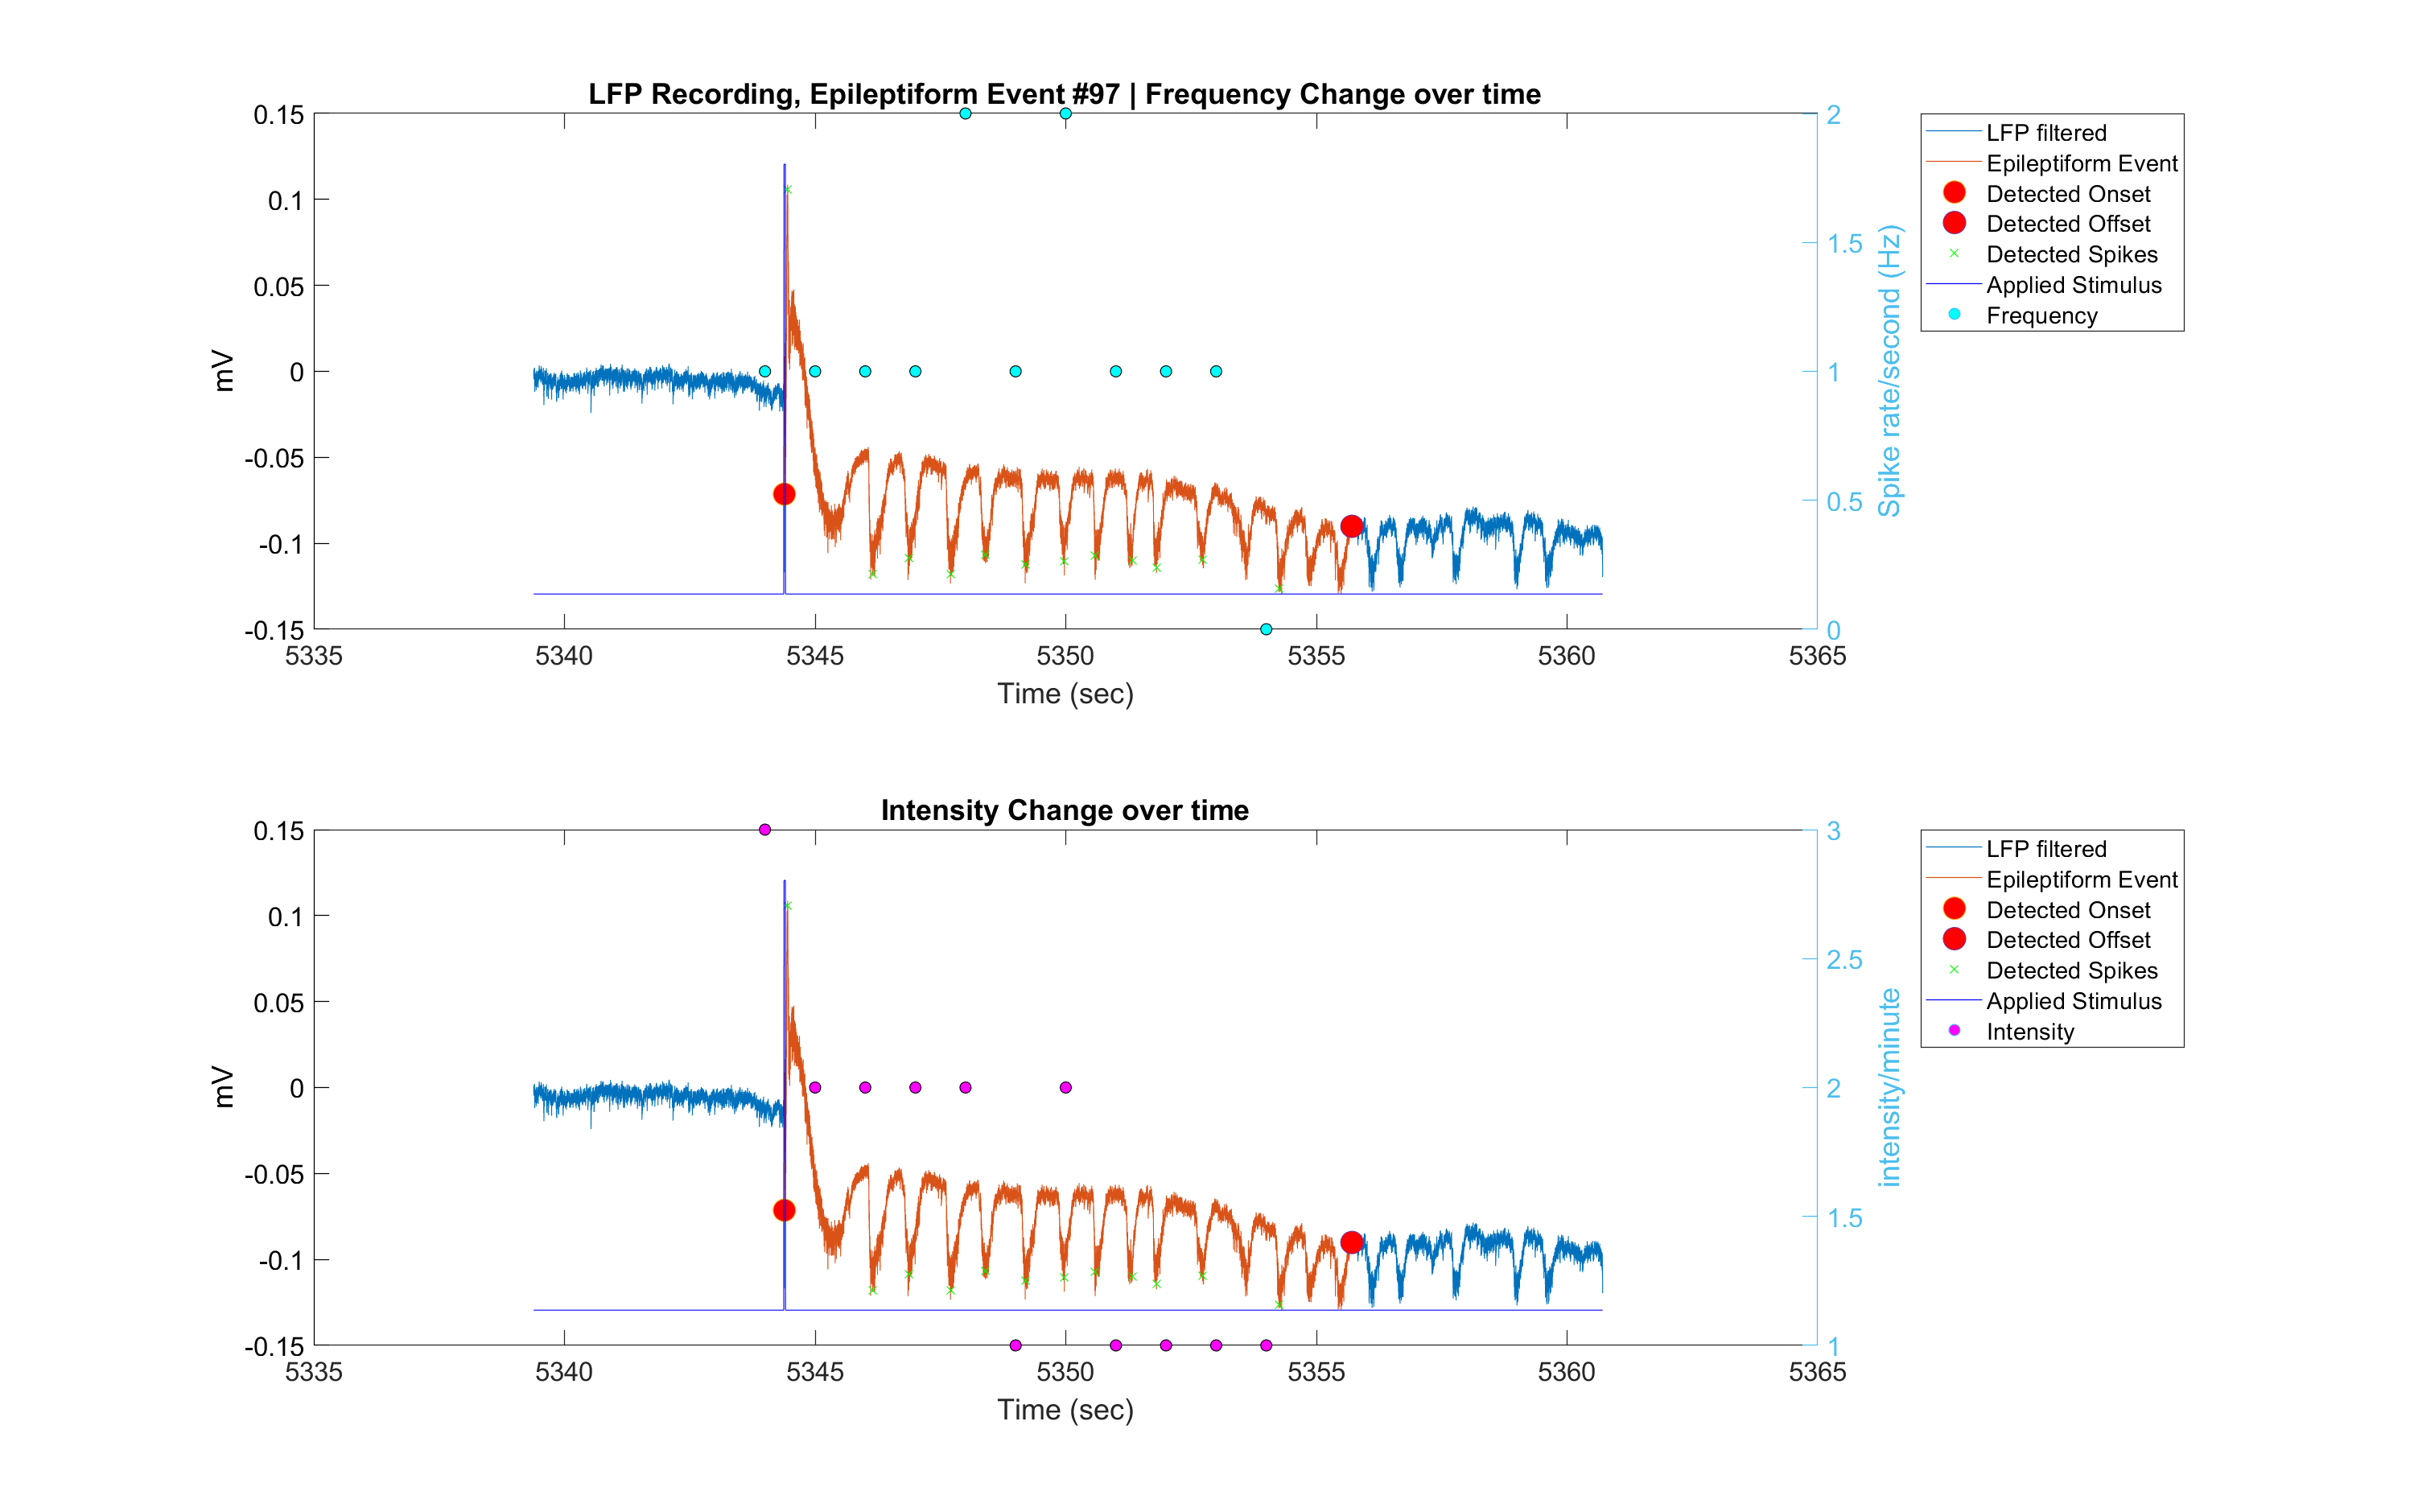 LFP Recording, Epileptiform Event #97 | Frequency Change over time
0.15
0.1
0.05
0
-0.05
-0.1
-0.15
mV
5335 5340 5345 5350 5355 5360 5365
Time (sec)
2
1.5
1
0.5
0
Spike rate/second (Hz)
LFP filtered
Epileptiform Event
Detected Onset
Detected Offset
Detected Spikes
Applied Stimulus
Frequency
Intensity Change over time
0.15
0.1
0.05
0
-0.05
-0.1
-0.15
mV
5335 5340 5345 5350 5355 5360 5365
Time (sec)
3
2.5
2
1.5
1
intensity/minute
LFP filtered
Epileptiform Event
Detected Onset
Detected Offset
Detected Spikes
Applied Stimulus
Intensity